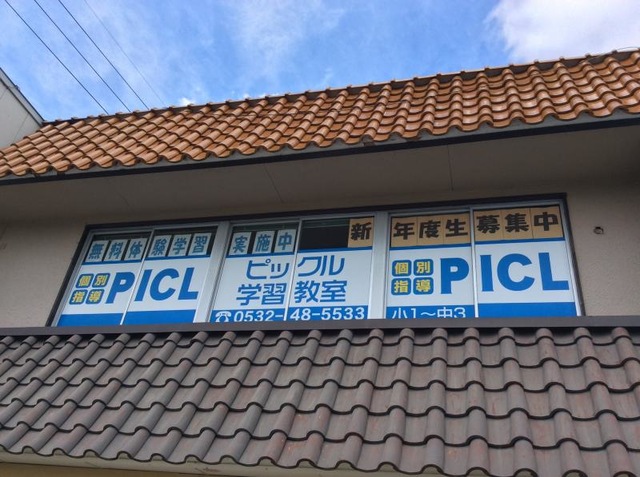 無料体験学習実施中
新年度生募集中
個別指導 PICL
ピックル
学習教室
☎0532-48-5533
個別指導 PICL
小1～中3